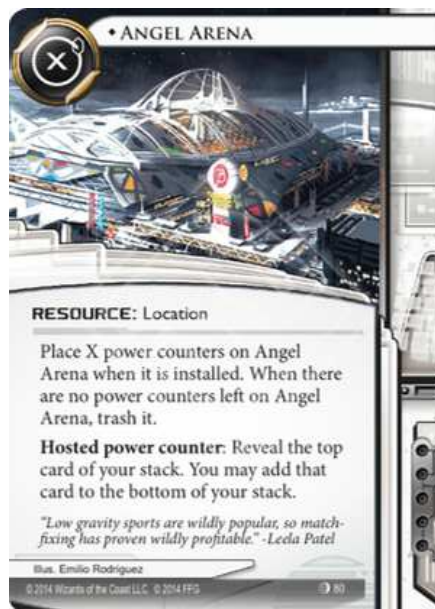 X
• ANGEL ARENA
RESOURCE: Location
Place X power counters on Angel
Arena when it is installed. When there
are no power counters left on Angel
Arena, trash it.
Hosted power counter: Reveal the top
card of your stack. You may add that
card to the bottom of your stack.
"Low gravity sports are wildly popular, so match-
fixing has proven wildly profitable." -Leela Patel
Illus. Emilio Rodriguez
©2014 Wizards of the Coast LLC ©2014 FFG
80